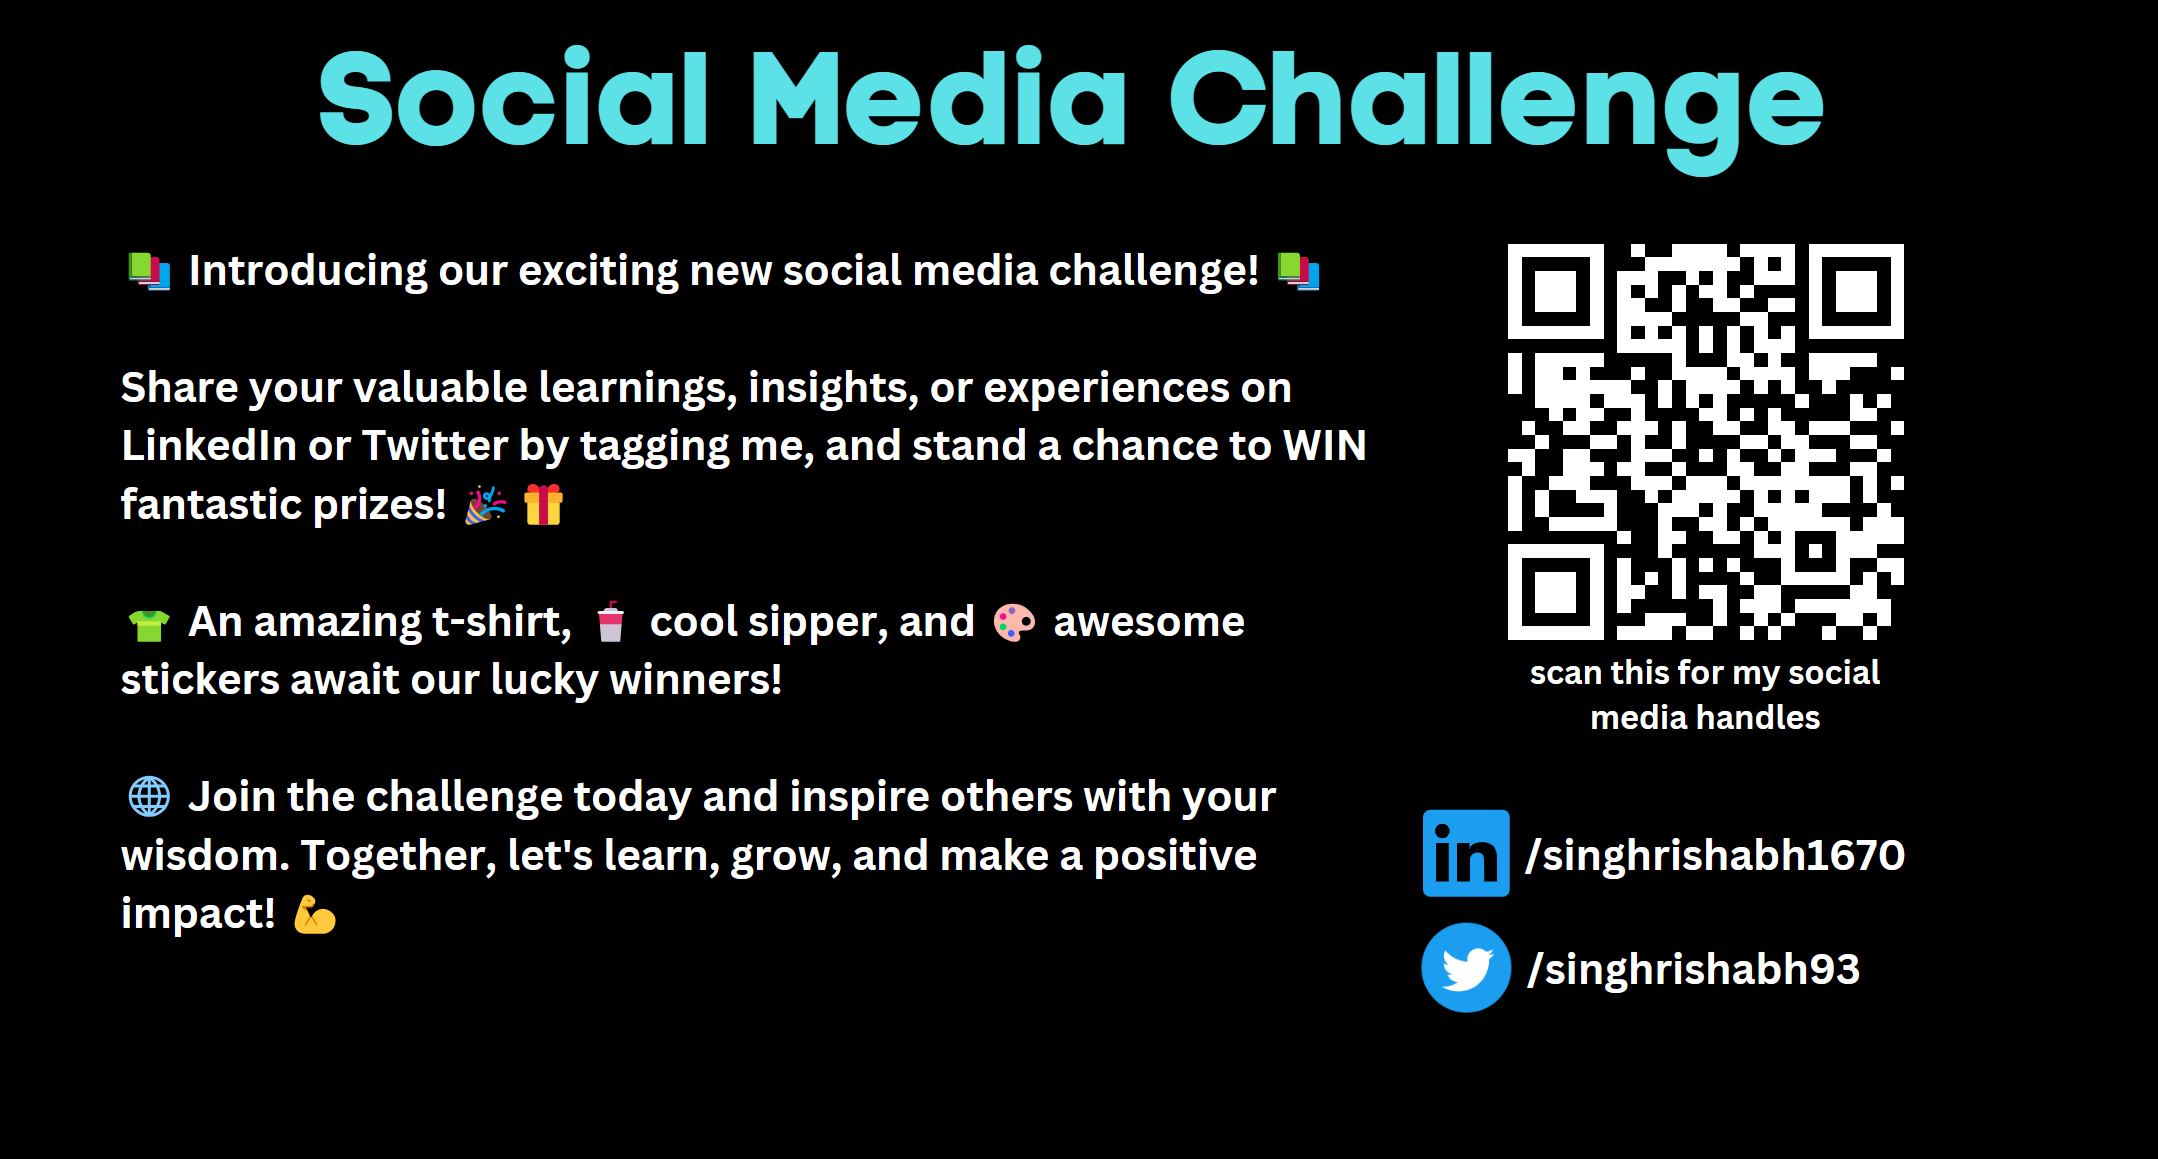 Social Media Challenge
📚 Introducing our exciting new social media challenge! 📚
Share your valuable learnings, insights, or experiences on
LinkedIn or Twitter by tagging me, and stand a chance to WIN
fantastic prizes! 🎉 🎁
👕 An amazing t-shirt, 🥤 cool sipper, and 🎨 awesome
stickers await our lucky winners!
🌐 Join the challenge today and inspire others with your
wisdom. Together, let's learn, grow, and make a positive
impact! 💪
scan this for my social
media handles
in /singhrishabh1670
/singhrishabh93